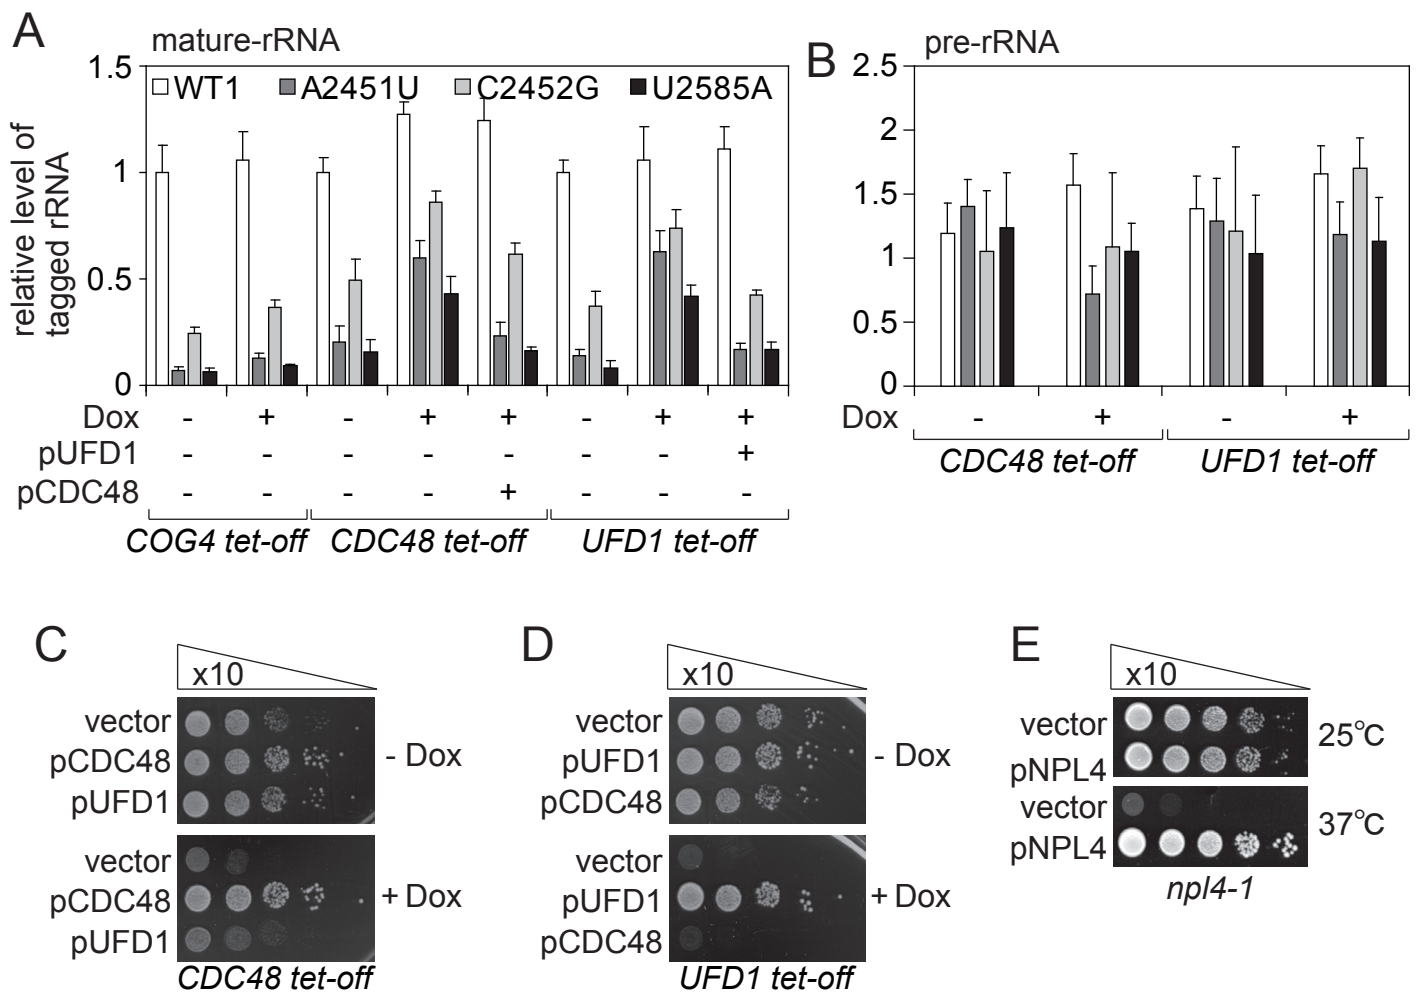 A
mature-rRNA
1.5
WT1 A2451U C2452G U2585A
1
0.5
0
relative level of
tagged rRNA
Dox - + - + + - + +
pUFD1 - - - - - - - +
pCDC48 - - - - + - - -
COG4 tet-off CDC48 tet-off UFD1 tet-off
B
pre-rRNA
2.5
2
1.5
1
0.5
0
Dox - + - +
CDC48 tet-off UFD1 tet-off
C
x10
vector
pCDC48
pUFD1
- Dox
vector
pCDC48
pUFD1
+ Dox
CDC48 tet-off
D
x10
vector
pUFD1
pCDC48
- Dox
vector
pUFD1
pCDC48
+ Dox
UFD1 tet-off
E
x10
vector
pNPL4
25°C
vector
pNPL4
37°C
npl4-1